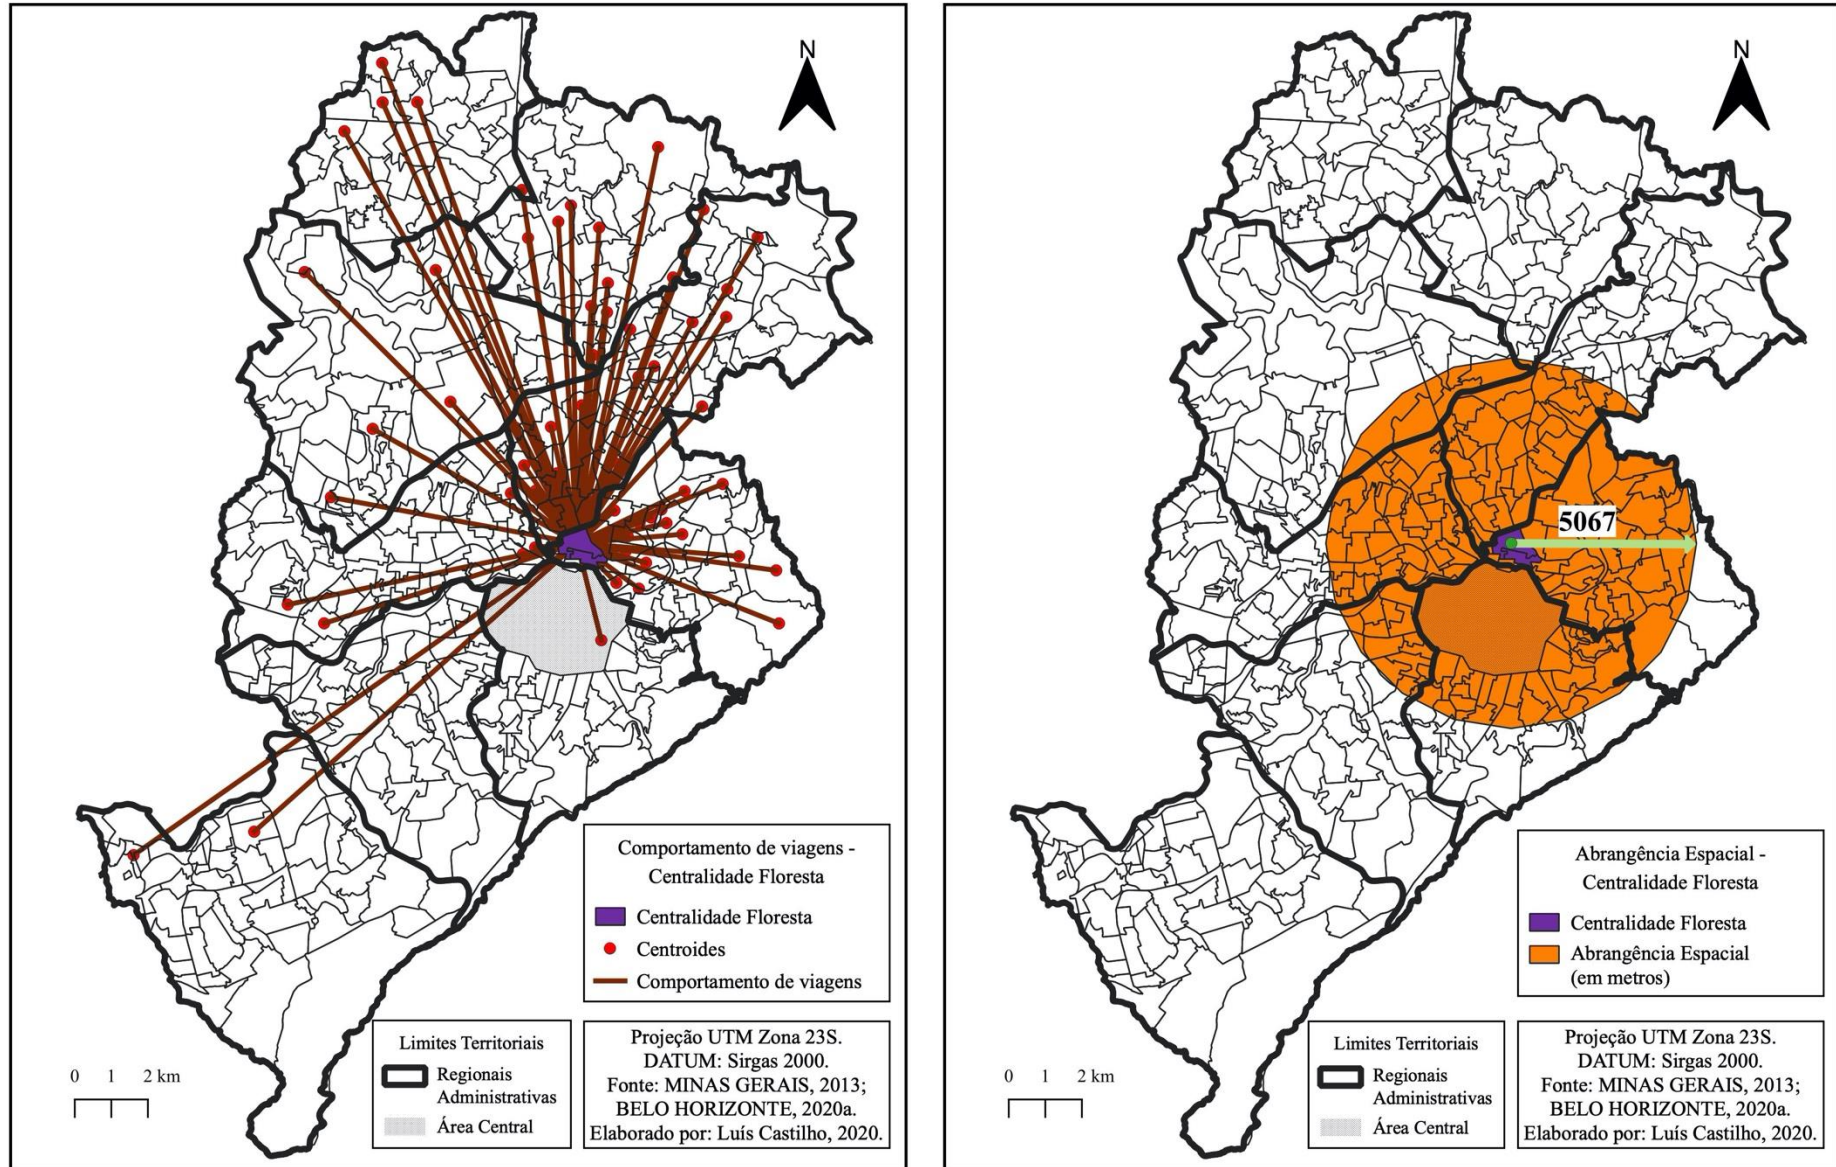 N
Comportamento de viagens -
Centralidade Floresta
Centralidade Floresta
Centroides
Comportamento de viagens
Limites Territoriais
Regionais
Administrativas
Área Central
0 1 2 km
Projeção UTM Zona 23S.
DATUM: Sirgas 2000.
Fonte: MINAS GERAIS, 2013;
BELO HORIZONTE, 2020a.
Elaborado por: Luís Castilho, 2020.
N
5067
Abrangência Espacial -
Centralidade Floresta
Centralidade Floresta
Abrangência Espacial
(em metros)
Limites Territoriais
Regionais
Administrativas
Área Central
0 1 2 km
Projeção UTM Zona 23S.
DATUM: Sirgas 2000.
Fonte: MINAS GERAIS, 2013;
BELO HORIZONTE, 2020a.
Elaborado por: Luís Castilho, 2020.